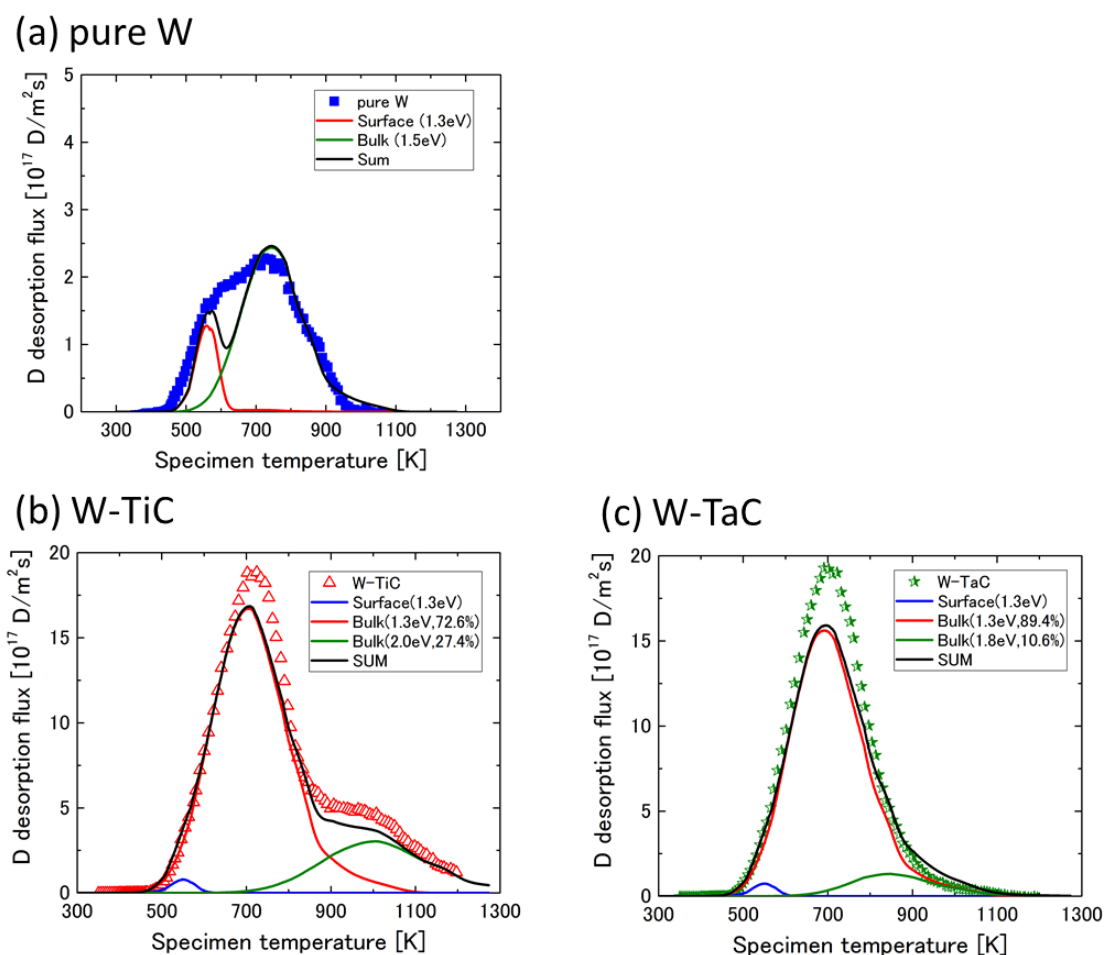 (a) pure W
D desorption flux [10¹⁷ D/m²s]
5
4
3
2
1
0
300 500 700 900 1100 1300
Specimen temperature [K]
pure W
Surface (1.3eV)
Bulk (1.5eV)
Sum
(b) W-TiC
D desorption flux [10¹⁷ D/m²s]
20
15
10
5
0
300 500 700 900 1100 1300
Specimen temperature [K]
W-TiC
Surface(1.3eV)
Bulk(1.3eV,72.6%)
Bulk(2.0eV,27.4%)
SUM
(c) W-TaC
D desorption flux [10¹⁷ D/m²s]
20
15
10
5
0
300 500 700 900 1100 1300
Specimen temperature [K]
W-TaC
Surface(1.3eV)
Bulk(1.3eV,89.4%)
Bulk(1.8eV,10.6%)
SUM